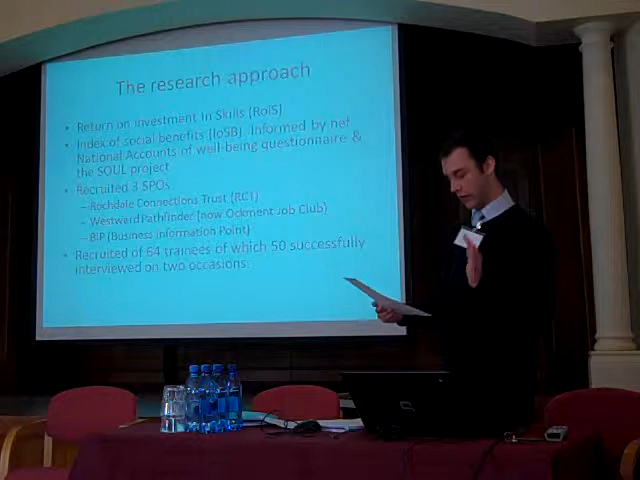 The research approach
• Return on investment in Skills (RoIS)
• Index of social benefits (IoSB). Informed by nef
National Accounts of well-being questionnaire &
the SOUL project
• Recruited 3 SPOs
– Rochdale Connections Trust (RCT)
– Westward Pathfinder (now Ockment Job Club)
– BIP (Business Information Point)
• Recruited of 64 trainees of which 50 successfully
interviewed on two occasions.